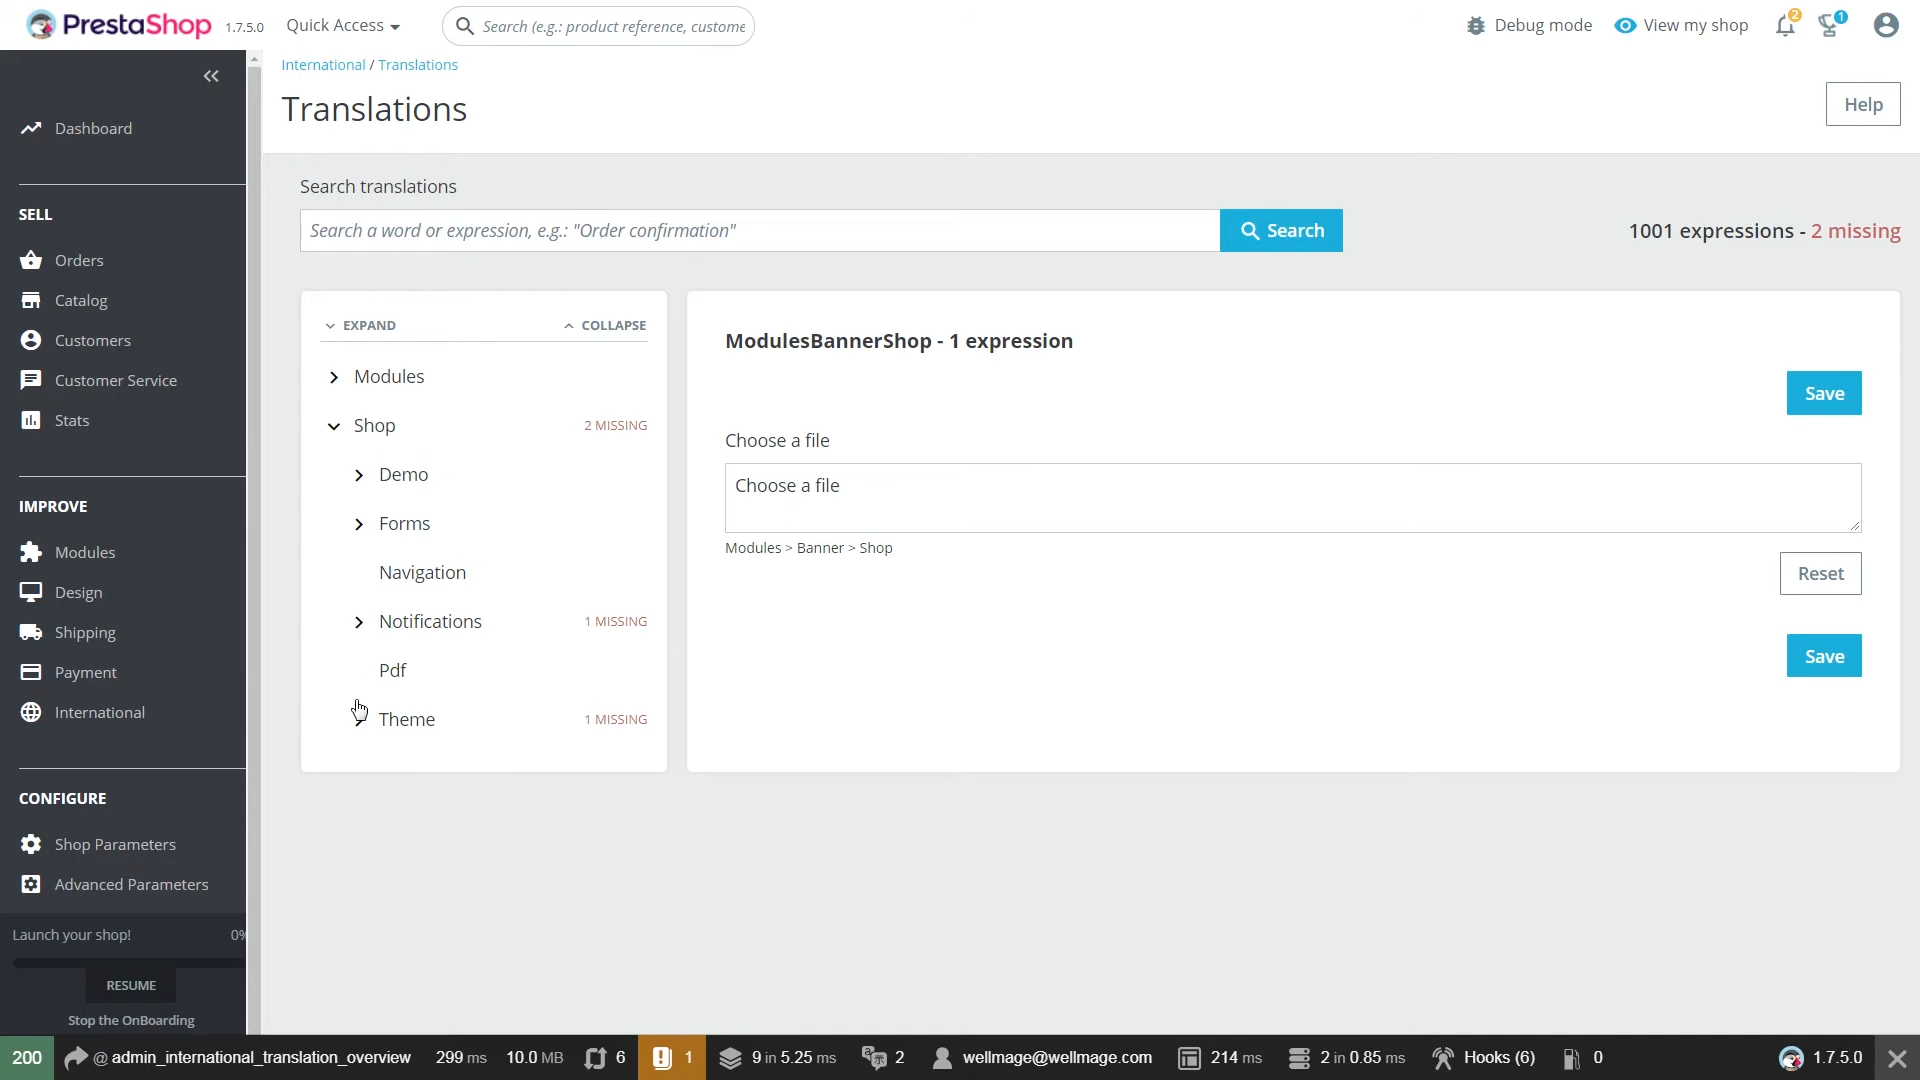 PrestaShop 1.7.5.0 Quick Access Search (e.g.: product reference, custome Debug mode View my shop 2 1
International / Translations
Translations
Help
Dashboard
SELL
Orders
Catalog
Customers
Customer Service
Stats
IMPROVE
Modules
Design
Shipping
Payment
International
CONFIGURE
Shop Parameters
Advanced Parameters
Launch your shop! 0%
RESUME
Stop the OnBoarding
Search translations
Search a word or expression, e.g.: "Order confirmation" Search
1001 expressions - 2 missing
EXPAND COLLAPSE
Modules
Shop 2 MISSING
Demo
Forms
Navigation
Notifications 1 MISSING
Pdf
Theme 1 MISSING
ModulesBannerShop - 1 expression
Save
Choose a file
Choose a file
Modules > Banner > Shop
Reset
Save
200 @ admin_international_translation_overview 299 ms 10.0 MB 6 1 9 in 5.25 ms 2 wellmage@wellmage.com 214 ms 2 in 0.85 ms Hooks (6) 0 1.7.5.0